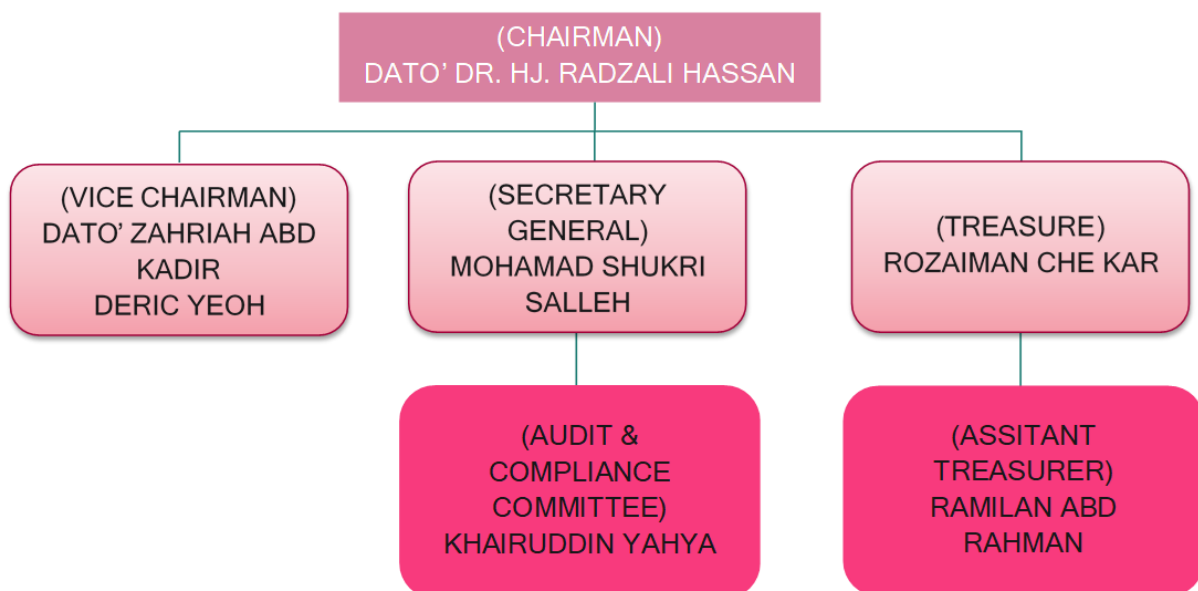 (CHAIRMAN)
DATO’ DR. HJ. RADZALI HASSAN
(VICE CHAIRMAN)
DATO’ ZAHRIAH ABD
KADIR
DERIC YEOH
(SECRETARY
GENERAL)
MOHAMAD SHUKRI
SALLEH
(TREASURE)
ROZAIMAN CHE KAR
(AUDIT &
COMPLIANCE
COMMITTEE)
KHAIRUDDIN YAHYA
(ASSITANT
TREASURER)
RAMILAN ABD
RAHMAN